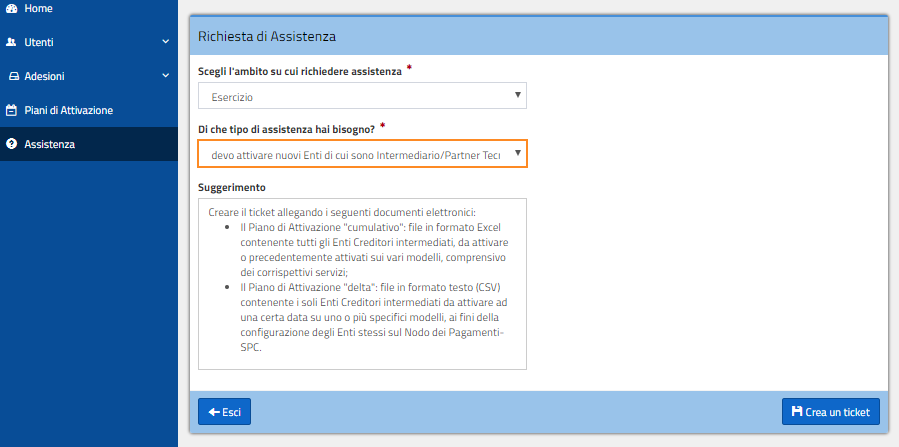 Home
Utenti
Adesioni
Piani di Attivazione
Assistenza
Richiesta di Assistenza
Scegli l'ambito su cui richiedere assistenza *
Esercizio
Di che tipo di assistenza hai bisogno? *
devo attivare nuovi Enti di cui sono Intermediario/Partner Tecn
Suggerimento
Creare il ticket allegando i seguenti documenti elettronici:
• Il Piano di Attivazione "cumulativo": file in formato Excel
contenente tutti gli Enti Creditori intermediati, da attivare
o precedentemente attivati sui vari modelli, comprensivo
dei corrispettivi servizi;
• Il Piano di Attivazione "delta": file in formato testo (CSV)
contenente i soli Enti Creditori intermediati da attivare ad
una certa data su uno o più specifici modelli, ai fini della
configurazione degli Enti stessi sul Nodo dei Pagamenti-
SPC.
Esci
Crea un ticket